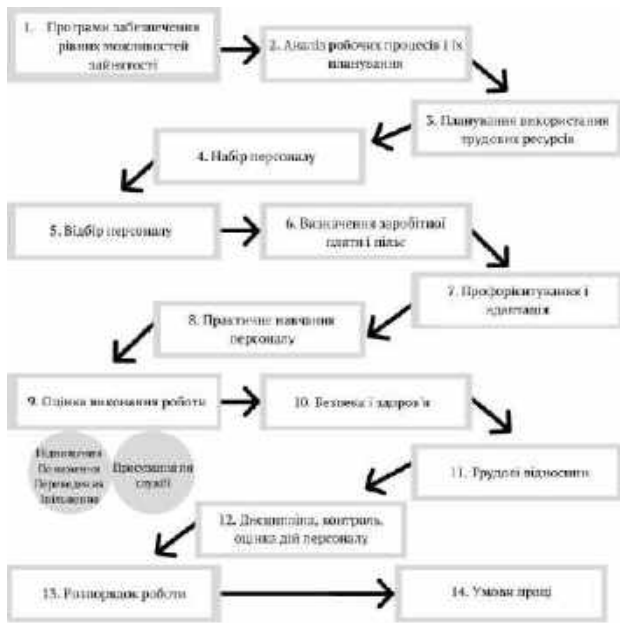 1. Програми забезпечення
рівних можливостей
зайнятості
2. Аналіз робочих процесів і їх
планування
3. Планування використання
трудових ресурсів
4. Набір персоналу
5. Відбір персоналу
6. Визначення заробітної
плати і пільг
7. Профорієнтування і
адаптація
8. Практичне навчання
персоналу
9. Оцінка виконання роботи
10. Безпека і здоров'я
Підвищення
Пониження
Переведення
Звільнення
Просування по
службі
11. Трудові відносини
12. Дисципліна, контроль,
оцінка дій персоналу
13. Розпорядок роботи
14. Умови праці